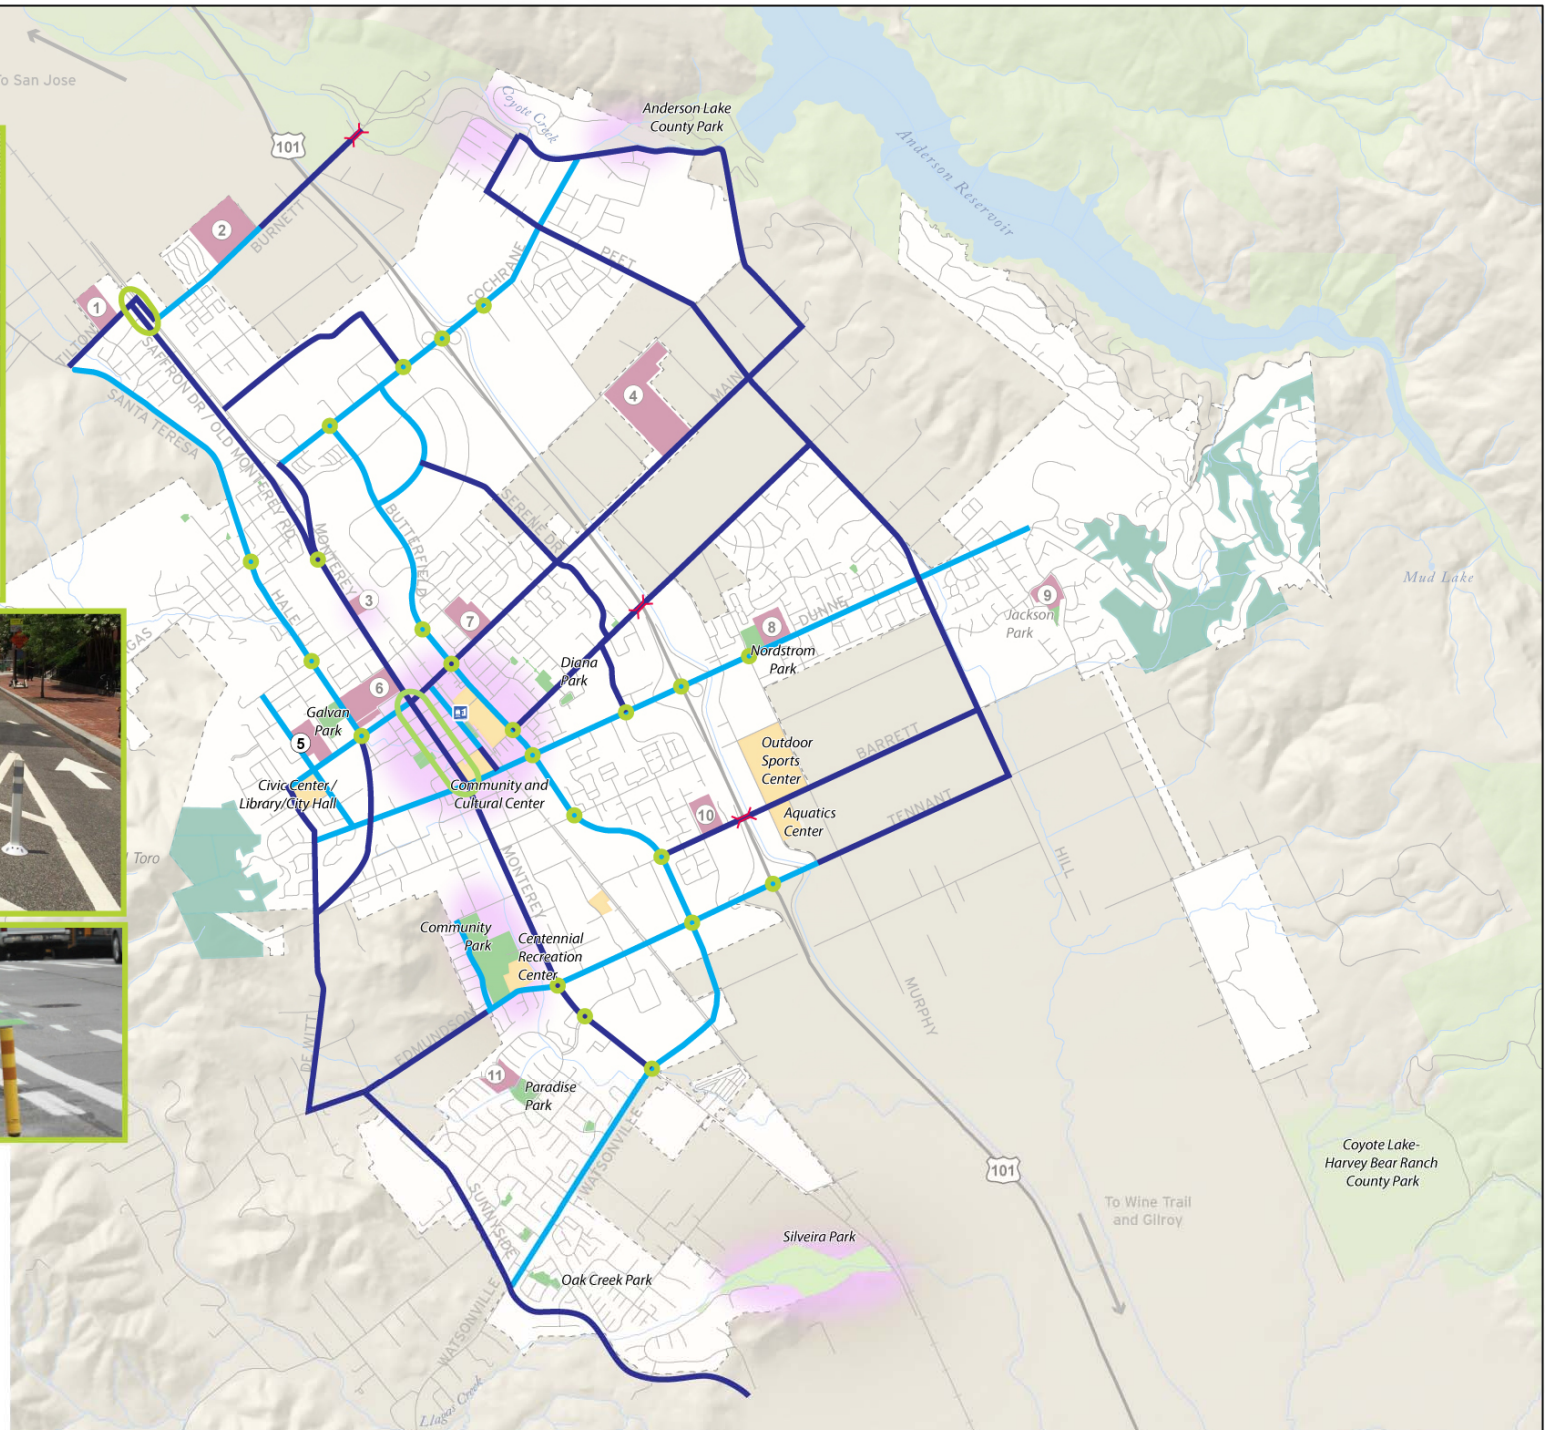 To San Jose
101
Coyote Creek
Anderson Lake
County Park
Anderson Reservoir
2
BURNETT
1
TILTON
COCHRANE
PEET
SAFFRON DR / OLD MONTEREY RD
SANTA TERESA
4
MAIN
SERENE DR
BUTTERFIELD
MONTEREY
HALE
3
7
Mud Lake
9
Jackson
Park
8
DUNNE
Nordstrom
Park
Diana
Park
6
Galvan
Park
5
Civic Center /
Library/City Hall
Community and
Cultural Center
Outdoor
Sports
Center
BARRETT
10
Aquatics
Center
TENNANT
HILL
Toro
MONTEREY
Community
Park
Centennial
Recreation
Center
MURPHY
DE WITT
EDMUNDSON
11
Paradise
Park
WATSONVILLE
SUNNYSIDE
101
Coyote Lake-
Harvey Bear Ranch
County Park
To Wine Trail
and Gilroy
Silveira Park
Oak Creek Park
WATSONVILLE
Llagas Creek